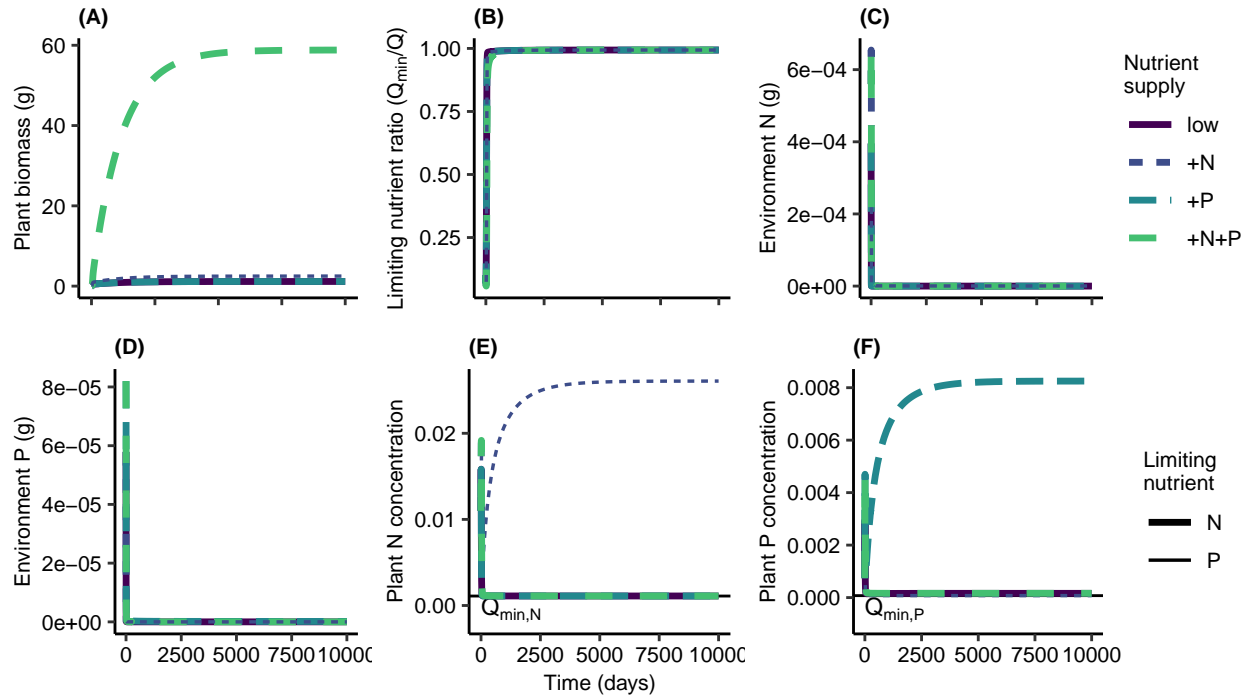 (A)
(B)
(C)
Plant biomass (g)
60
40
20
0
Limiting nutrient ratio (Q_min/Q)
1.00
0.75
0.50
0.25
Environment N (g)
6e−04
4e−04
2e−04
0e+00
Nutrient
supply
low
+N
+P
+N+P
(D)
(E)
(F)
Environment P (g)
8e−05
6e−05
4e−05
2e−05
0e+00
Plant N concentration
0.02
0.01
0.00
Q_min,N
Plant P concentration
0.008
0.006
0.004
0.002
0.000
Q_min,P
Limiting
nutrient
N
P
0 2500 5000 7500 10000
0 2500 5000 7500 10000
0 2500 5000 7500 10000
Time (days)